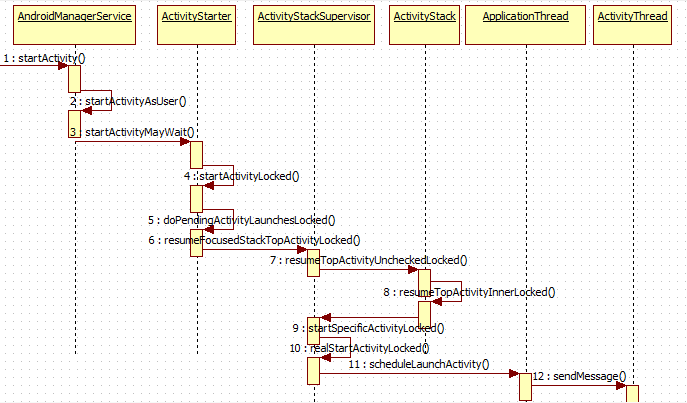 AndroidManagerService
ActivityStarter
ActivityStackSupervisor
ActivityStack
ApplicationThread
ActivityThread
1 : startActivity()
2 : startActivityAsUser()
3 : startActivityMayWait()
4 : startActivityLocked()
5 : doPendingActivityLaunchesLocked()
6 : resumeFocusedStackTopActivityLocked()
7 : resumeTopActivityUncheckedLocked()
8 : resumeTopActivityInnerLocked()
9 : startSpecificActivityLocked()
10 : realStartActivityLocked()
11 : scheduleLaunchActivity()
12 : sendMessage()